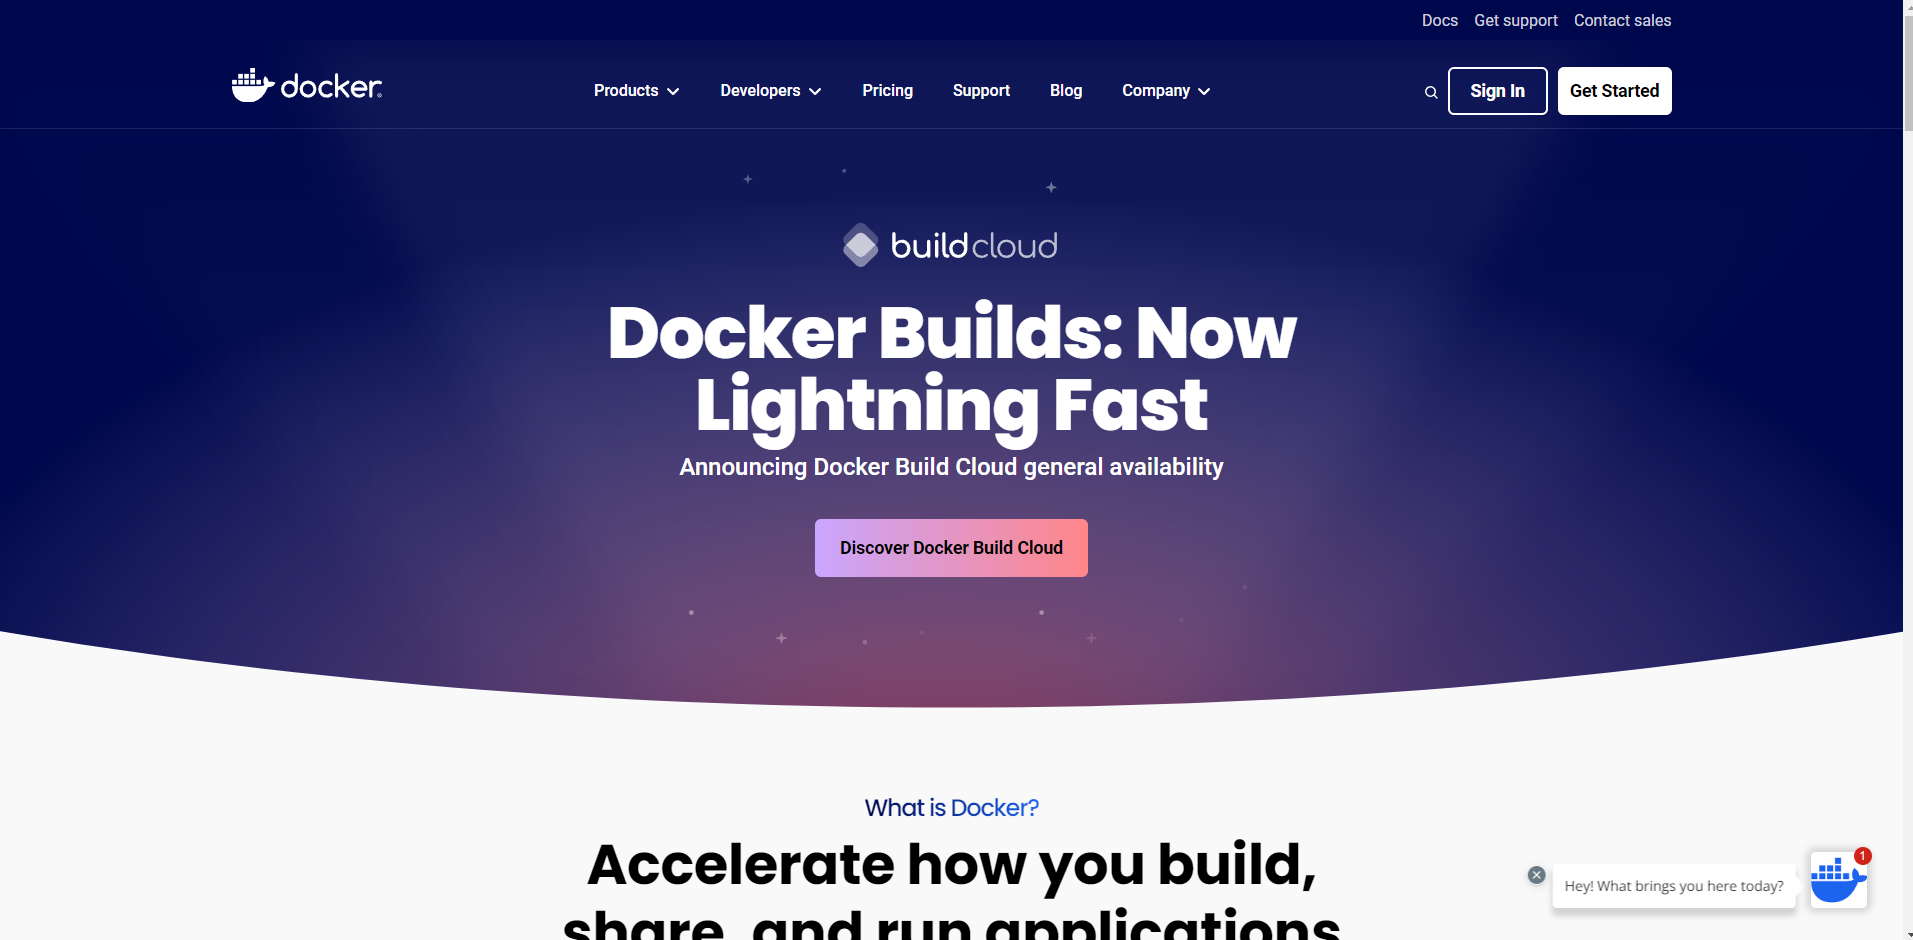 Docs Get support Contact sales
docker
Products Developers Pricing Support Blog Company Sign In Get Started
build cloud
Docker Builds: Now
Lightning Fast
Announcing Docker Build Cloud general availability
Discover Docker Build Cloud
What is Docker?
Accelerate how you build,
share, and run applications
Hey! What brings you here today?
1